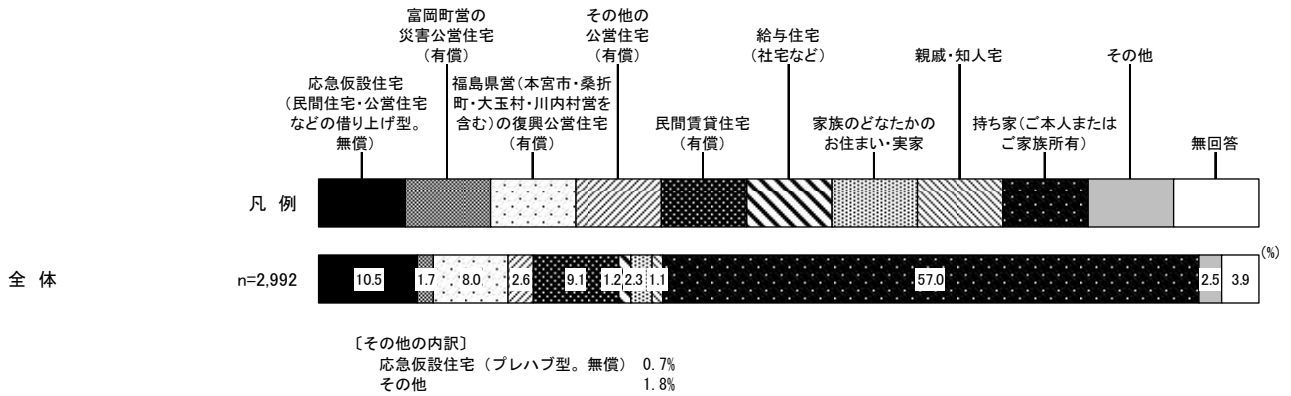 富岡町営の
災害公営住宅
（有償）
その他の
公営住宅
（有償）
給与住宅
（社宅など）
親戚・知人宅
その他
応急仮設住宅
（民間住宅・公営住宅
などの借り上げ型。
無償）
福島県営（本宮市・桑折
町・大玉村・川内村営を
含む）の復興公営住宅
（有償）
民間賃貸住宅
（有償）
家族のどなたかの
お住まい・実家
持ち家（ご本人または
ご家族所有）
無回答
凡 例
(%)
全 体 n=2,992 10.5 1.7 8.0 2.6 9.1 1.2 2.3 1.1 57.0 2.5 3.9
〔その他の内訳〕
応急仮設住宅（プレハブ型。無償） 0.7%
その他 1.8%